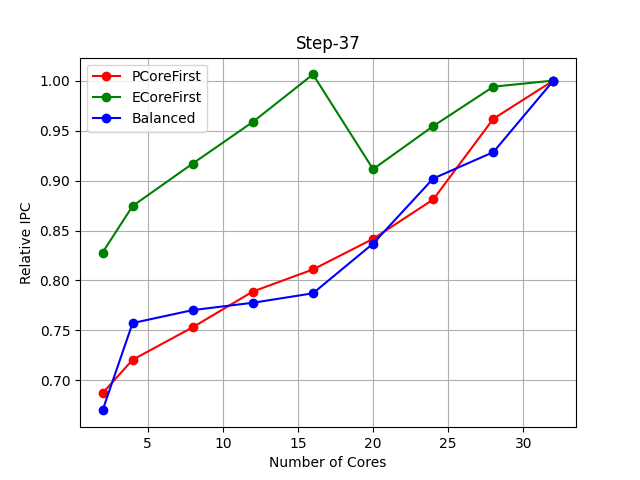 Step-37
PCoreFirst
ECoreFirst
Balanced
Relative IPC
1.00
0.95
0.90
0.85
0.80
0.75
0.70
5 10 15 20 25 30
Number of Cores